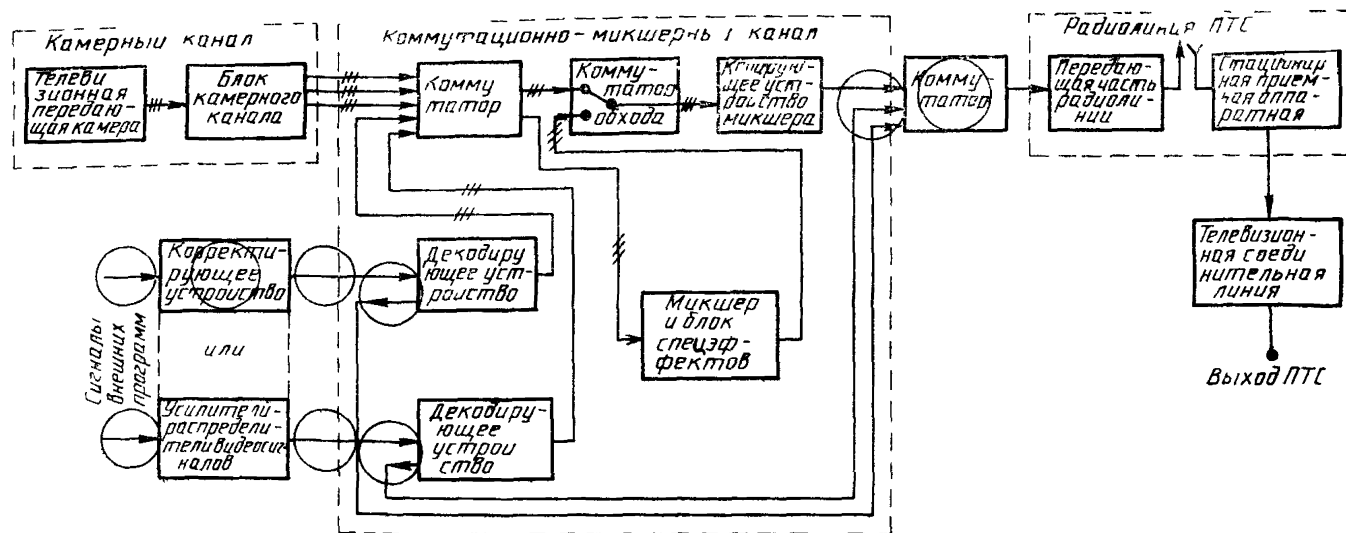 Камерный канал
Телеви
зионная
передаю
щая камера
Блок
камерного
канала
Коммутационно-микшерны й канал
Комму
татор
Комму-
татор
обхода
щее уст-
ройство
микшера
Комму
татор
Радиолиния ПТС
Передаю-
щая часть
радиоли-
нии
Стационар
ная прием-
ная аппа-
ратная
Телевизион-
ная соеди
нительная
линия
Выход ПТС
Сигналы
внешних
программ
Корректи-
рующее
устройство
или
Усилители-
распредели-
тели видеосиг-
налов
Декодиру
ющее уст-
ройство
Декодиру-
ющее
устрои
ство
Микшер
и блок
спецэф-
фектов